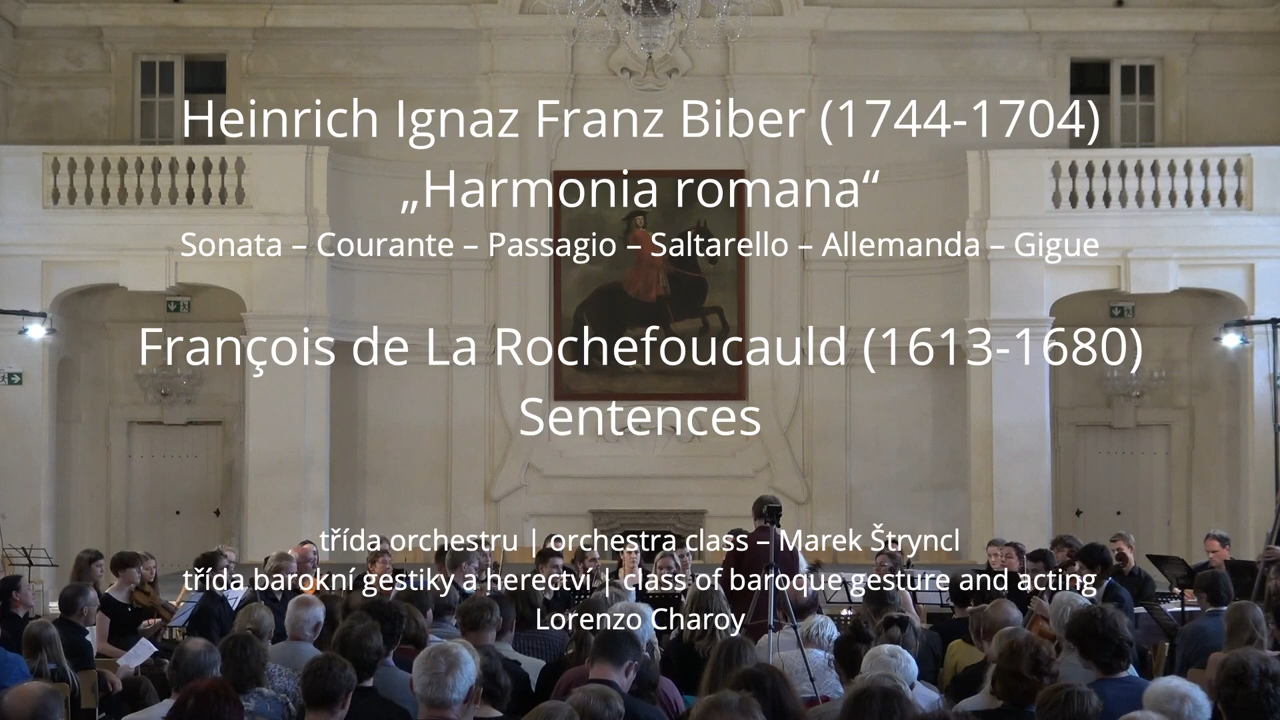 Heinrich Ignaz Franz Biber (1744-1704)
„Harmonia romana“
Sonata – Courante – Passagio – Saltarello – Allemanda – Gigue
François de La Rochefoucauld (1613-1680)
Sentences
třída orchestru | orchestra class – Marek Štryncl
třída barokní gestiky a herectví | class of baroque gesture and acting
Lorenzo Charoy